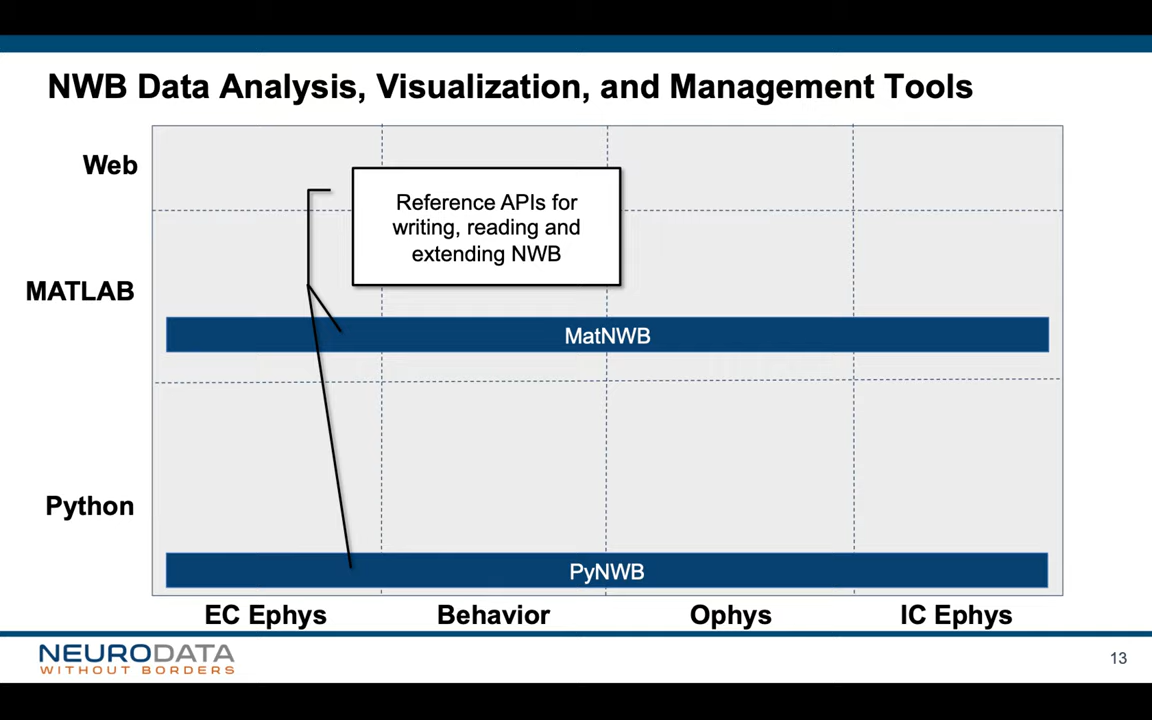 NWB Data Analysis, Visualization, and Management Tools
Web
Reference APIs for
writing, reading and
extending NWB
MATLAB
MatNWB
Python
PyNWB
EC Ephys
Behavior
Ophys
IC Ephys
NEURODATA
WITHOUT BORDERS
13